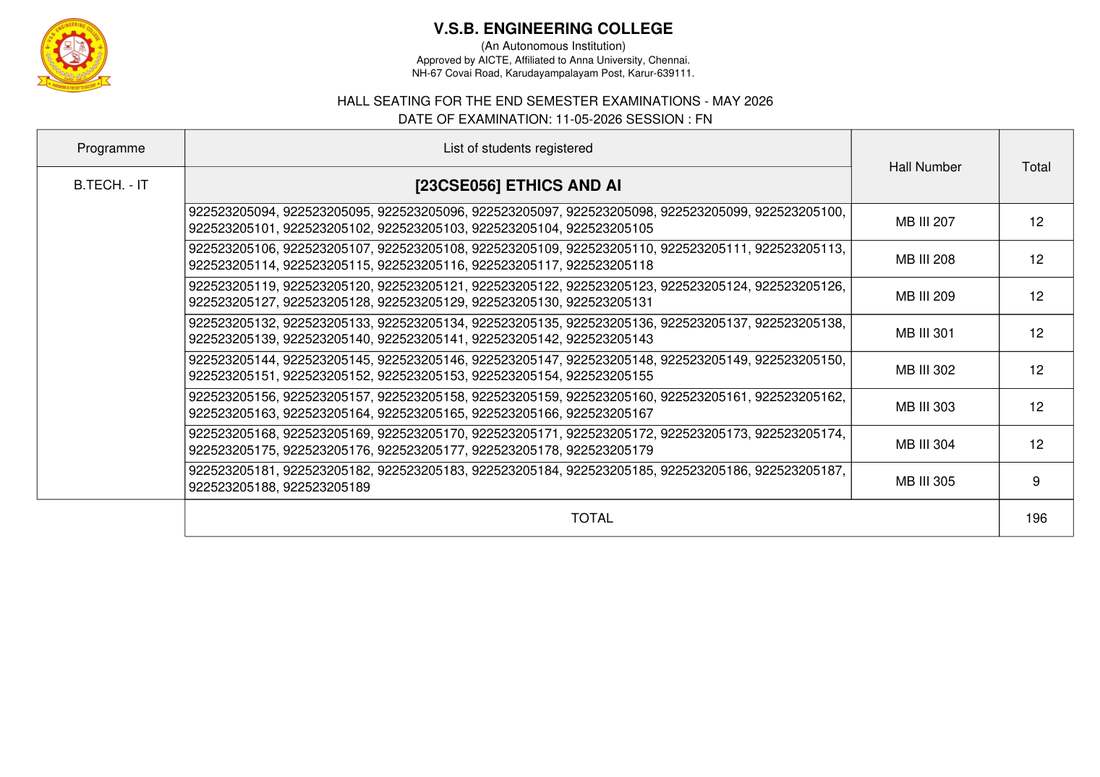 V.S.B. ENGINEERING COLLEGE
(An Autonomous Institution)
Approved by AICTE, Affiliated to Anna University, Chennai.
NH-67 Covai Road, Karudayampalayam Post, Karur-639111.
HALL SEATING FOR THE END SEMESTER EXAMINATIONS - MAY 2026
DATE OF EXAMINATION: 11-05-2026 SESSION : FN
Programme
List of students registered
Hall Number
Total
B.TECH. - IT
[23CSE056] ETHICS AND AI
922523205094, 922523205095, 922523205096, 922523205097, 922523205098, 922523205099, 922523205100,
922523205101, 922523205102, 922523205103, 922523205104, 922523205105
MB III 207
12
922523205106, 922523205107, 922523205108, 922523205109, 922523205110, 922523205111, 922523205113,
922523205114, 922523205115, 922523205116, 922523205117, 922523205118
MB III 208
12
922523205119, 922523205120, 922523205121, 922523205122, 922523205123, 922523205124, 922523205126,
922523205127, 922523205128, 922523205129, 922523205130, 922523205131
MB III 209
12
922523205132, 922523205133, 922523205134, 922523205135, 922523205136, 922523205137, 922523205138,
922523205139, 922523205140, 922523205141, 922523205142, 922523205143
MB III 301
12
922523205144, 922523205145, 922523205146, 922523205147, 922523205148, 922523205149, 922523205150,
922523205151, 922523205152, 922523205153, 922523205154, 922523205155
MB III 302
12
922523205156, 922523205157, 922523205158, 922523205159, 922523205160, 922523205161, 922523205162,
922523205163, 922523205164, 922523205165, 922523205166, 922523205167
MB III 303
12
922523205168, 922523205169, 922523205170, 922523205171, 922523205172, 922523205173, 922523205174,
922523205175, 922523205176, 922523205177, 922523205178, 922523205179
MB III 304
12
922523205181, 922523205182, 922523205183, 922523205184, 922523205185, 922523205186, 922523205187,
922523205188, 922523205189
MB III 305
9
TOTAL
196